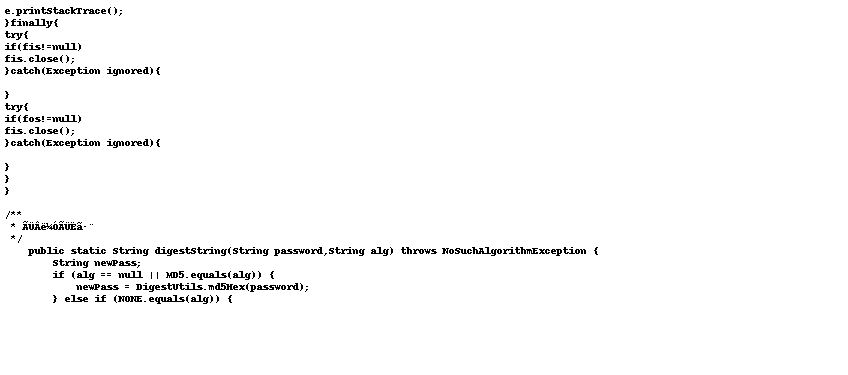 e.printStackTrace();
}finally{
try{
if(fis!=null)
fis.close();
}catch(Exception ignored){
}
try{
if(fos!=null)
fis.close();
}catch(Exception ignored){
}
}
}
/**
 * ÃÜÂë¼ÓÃÜËã·¨
 */
    public static String digestString(String password,String alg) throws NoSuchAlgorithmException {
        String newPass;
        if (alg == null || MD5.equals(alg)) {
            newPass = DigestUtils.md5Hex(password);
        } else if (NONE.equals(alg)) {